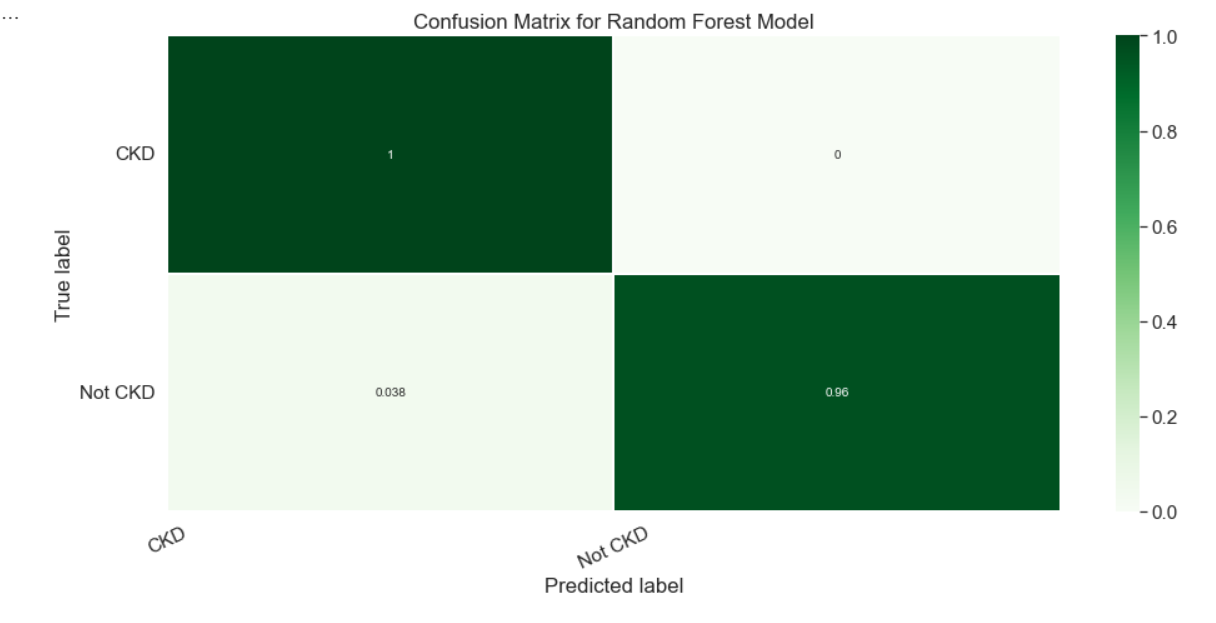 ...
Confusion Matrix for Random Forest Model
1.0
CKD
1
0
0.8
0.6
True label
0.4
Not CKD
0.038
0.96
0.2
0.0
CKD
Not CKD
Predicted label